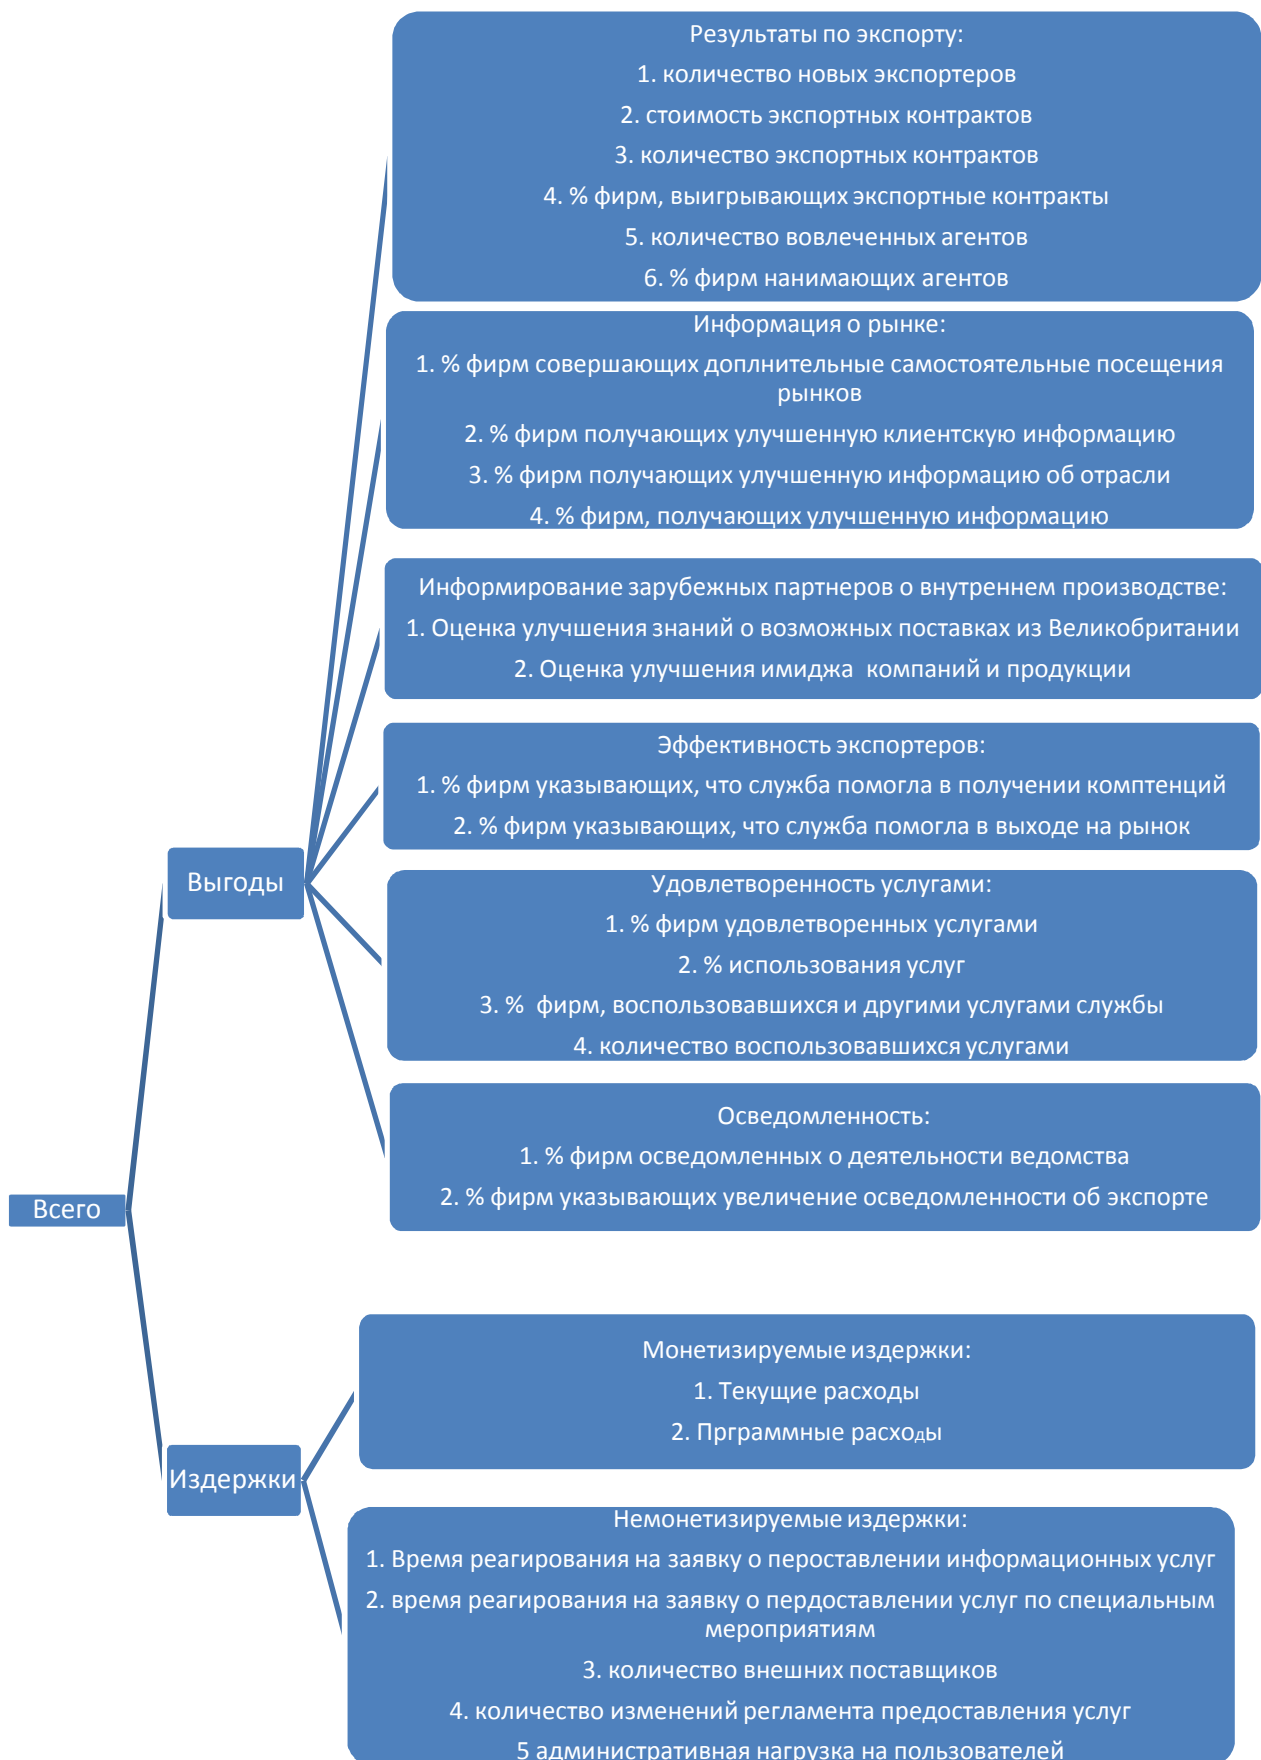 Результаты по экспорту:
1. количество новых экспортеров
2. стоимость экспортных контрактов
3. количество экспортных контрактов
4. % фирм, выигрывающих экспортные контракты
5. количество вовлеченных агентов
6. % фирм нанимающих агентов
Информация о рынке:
1. % фирм совершающих доплнительные самостоятельные посещения
рынков
2. % фирм получающих улучшенную клиентскую информацию
3. % фирм получающих улучшенную информацию об отрасли
4. % фирм, получающих улучшенную информацию
Информирование зарубежных партнеров о внутреннем производстве:
1. Оценка улучшения знаний о возможных поставках из Великобритании
2. Оценка улучшения имиджа компаний и продукции
Эффективность экспортеров:
1. % фирм указывающих, что служба помогла в получении комптенций
2. % фирм указывающих, что служба помогла в выходе на рынок
Выгоды
Удовлетворенность услугами:
1. % фирм удовлетворенных услугами
2. % использования услуг
3. % фирм, воспользовавшихся и другими услугами службы
4. количество воспользовавшихся услугами
Осведомленность:
1. % фирм осведомленных о деятельности ведомства
2. % фирм указывающих увеличение осведомленности об экспорте
Всего
Монетизируемые издержки:
1. Текущие расходы
2. Прграммные расходы
Издержки
Немонетизируемые издержки:
1. Время реагирования на заявку о пероставлении информационных услуг
2. время реагирования на заявку о пердоставлении услуг по специальным
мероприятиям
3. количество внешних поставщиков
4. количество изменений регламента предоставления услуг
5 административная нагрузка на пользователей